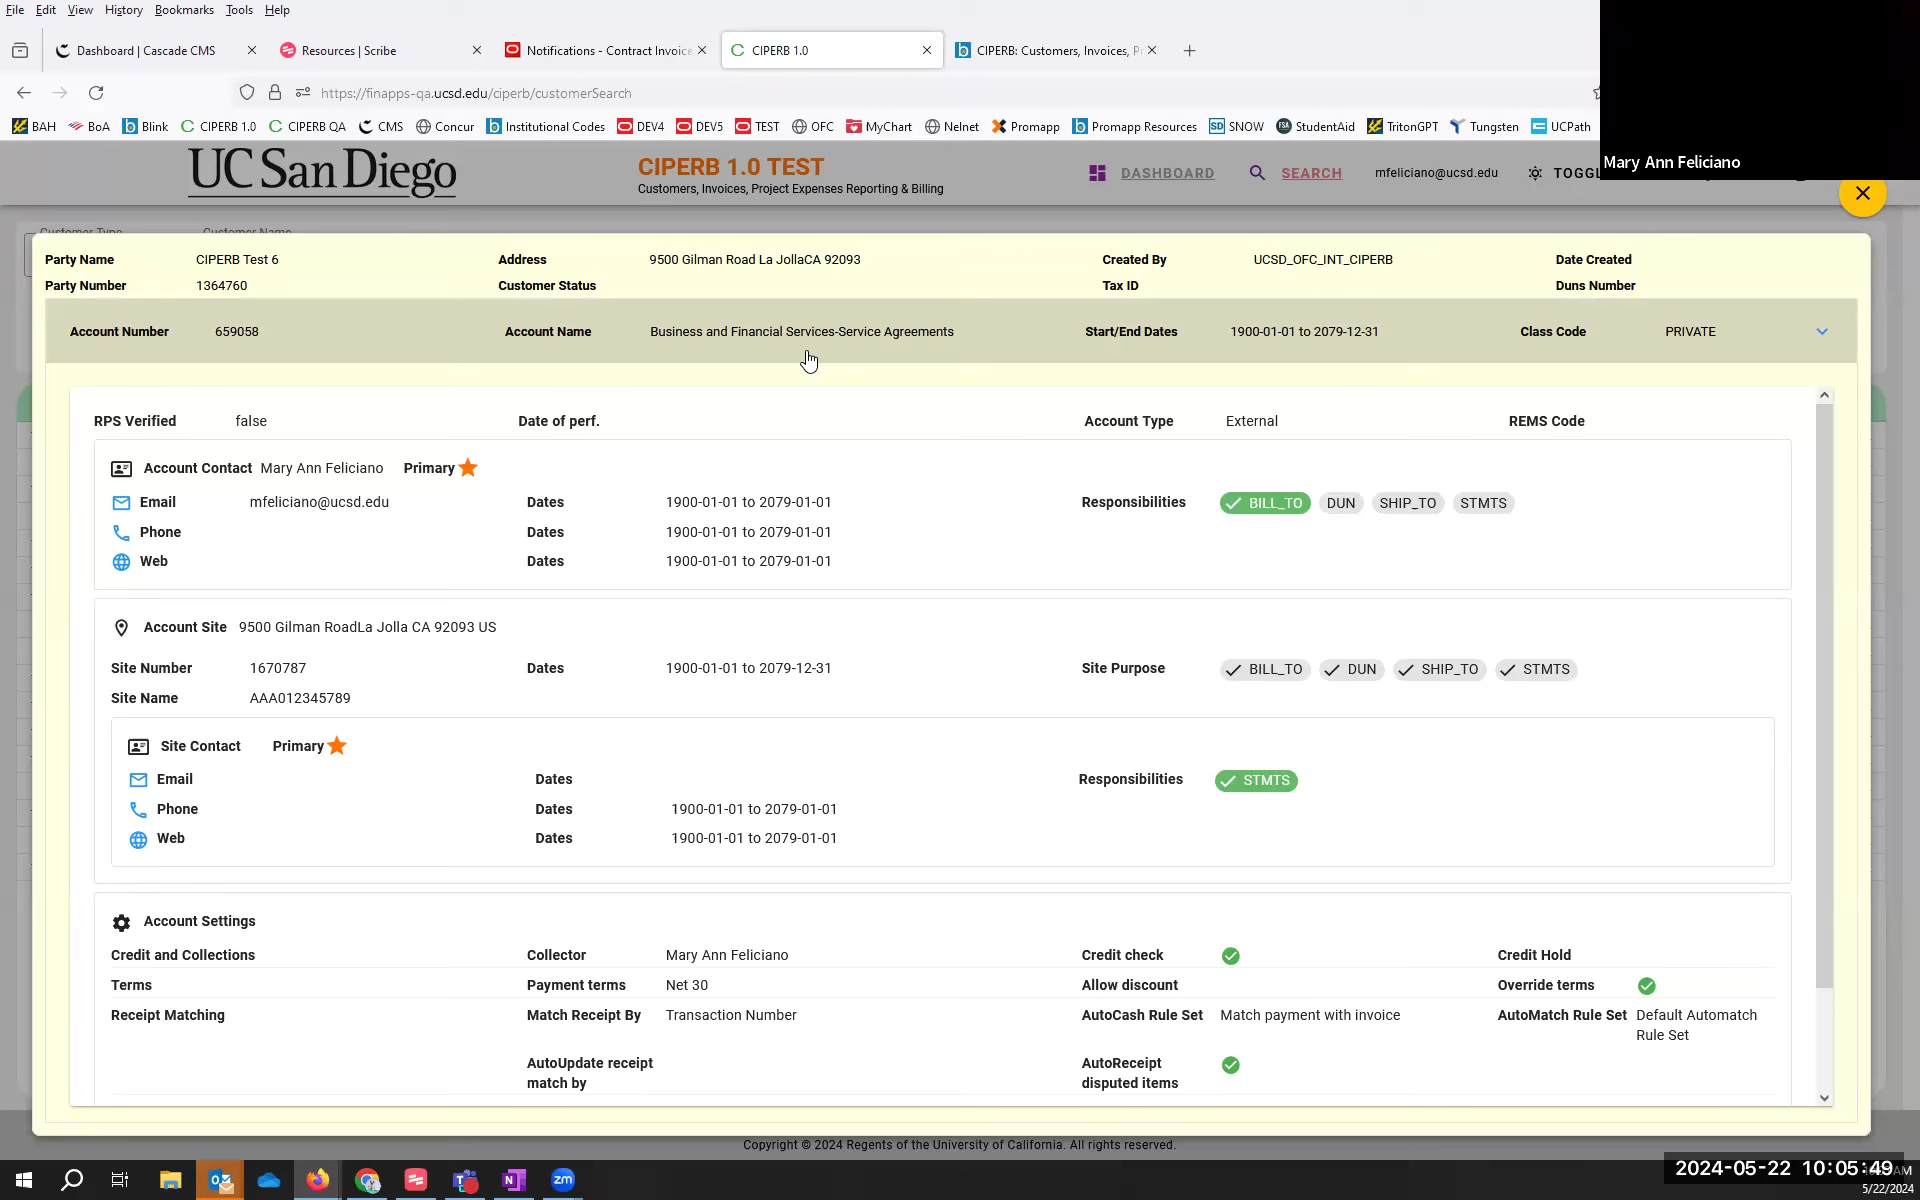 File Edit View History Bookmarks Tools Help
Dashboard | Cascade CMS
Resources | Scribe
Notifications - Contract Invoice
CIPERB 1.0
CIPERB: Customers, Invoices, P
https://finapps-qa.ucsd.edu/ciperb/customerSearch
BAH BoA Blink CIPERB 1.0 CIPERB QA CMS Concur Institutional Codes DEV4 DEV5 TEST OFC MyChart Nelnet Promapp Promapp Resources SNOW StudentAid TritonGPT Tungsten UCPath
Mary Ann Feliciano
UC San Diego
CIPERB 1.0 TEST
Customers, Invoices, Project Expenses Reporting & Billing
DASHBOARD SEARCH mfeliciano@ucsd.edu TOGGL
Customer Type Customer Name
Party Name CIPERB Test 6 Address 9500 Gilman Road La JollaCA 92093 Created By UCSD_OFC_INT_CIPERB Date Created
Party Number 1364760 Customer Status Tax ID Duns Number
Account Number 659058 Account Name Business and Financial Services-Service Agreements Start/End Dates 1900-01-01 to 2079-12-31 Class Code PRIVATE
RPS Verified false Date of perf. Account Type External REMS Code
Account Contact Mary Ann Feliciano Primary
Email mfeliciano@ucsd.edu Dates 1900-01-01 to 2079-01-01 Responsibilities BILL_TO DUN SHIP_TO STMTS
Phone Dates 1900-01-01 to 2079-01-01
Web Dates 1900-01-01 to 2079-01-01
Account Site 9500 Gilman RoadLa Jolla CA 92093 US
Site Number 1670787 Dates 1900-01-01 to 2079-12-31 Site Purpose BILL_TO DUN SHIP_TO STMTS
Site Name AAA012345789
Site Contact Primary
Email Dates Responsibilities STMTS
Phone Dates 1900-01-01 to 2079-01-01
Web Dates 1900-01-01 to 2079-01-01
Account Settings
Credit and Collections Collector Mary Ann Feliciano Credit check Credit Hold
Terms Payment terms Net 30 Allow discount Override terms
Receipt Matching Match Receipt By Transaction Number AutoCash Rule Set Match payment with invoice AutoMatch Rule Set Default Automatch
Rule Set
AutoUpdate receipt AutoReceipt
match by disputed items
Copyright © 2024 Regents of the University of California. All rights reserved.
zm
2024-05-22 10:05:49
5/22/2024